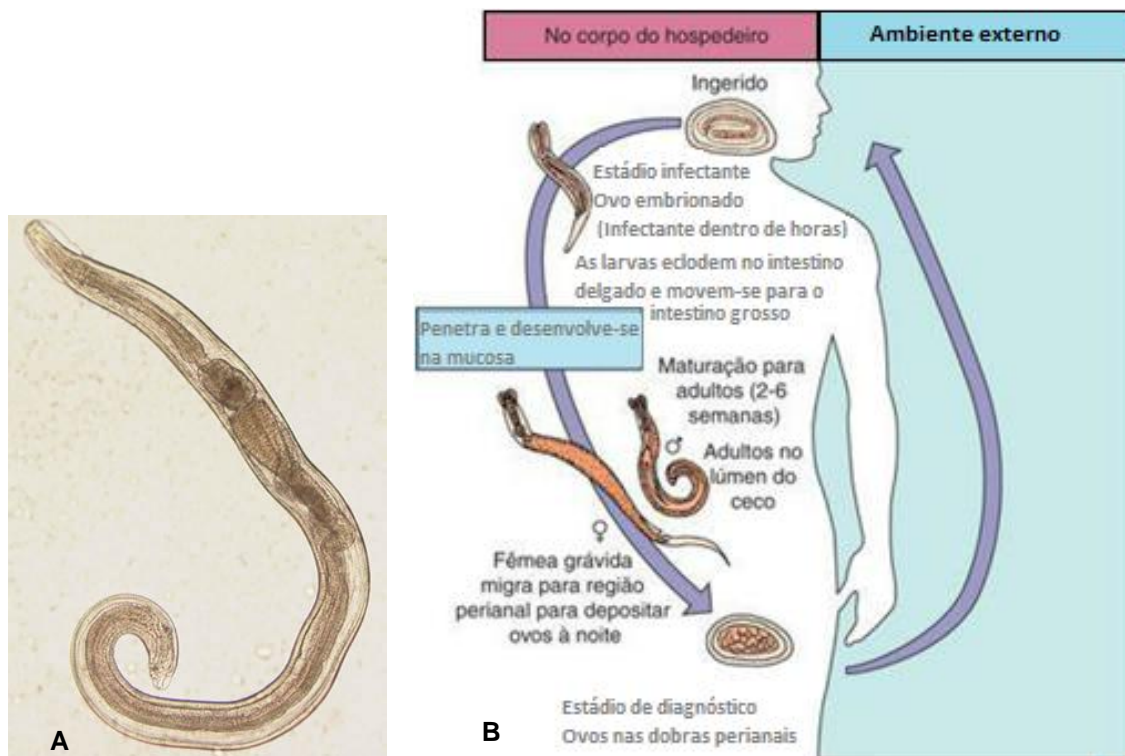 No corpo do hospedeiro
Ambiente externo
Ingerido
Estádio infectante
Ovo embrionado
(Infectante dentro de horas)
As larvas eclodem no intestino
delgado e movem-se para o
intestino grosso
Penetra e desenvolve-se
na mucosa
Maturação para
adultos (2-6
semanas)
♂
Adultos no
lúmen do
ceco
♀
Fêmea grávida
migra para região
perianal para depositar
ovos à noite
Estádio de diagnóstico
Ovos nas dobras perianais
A
B